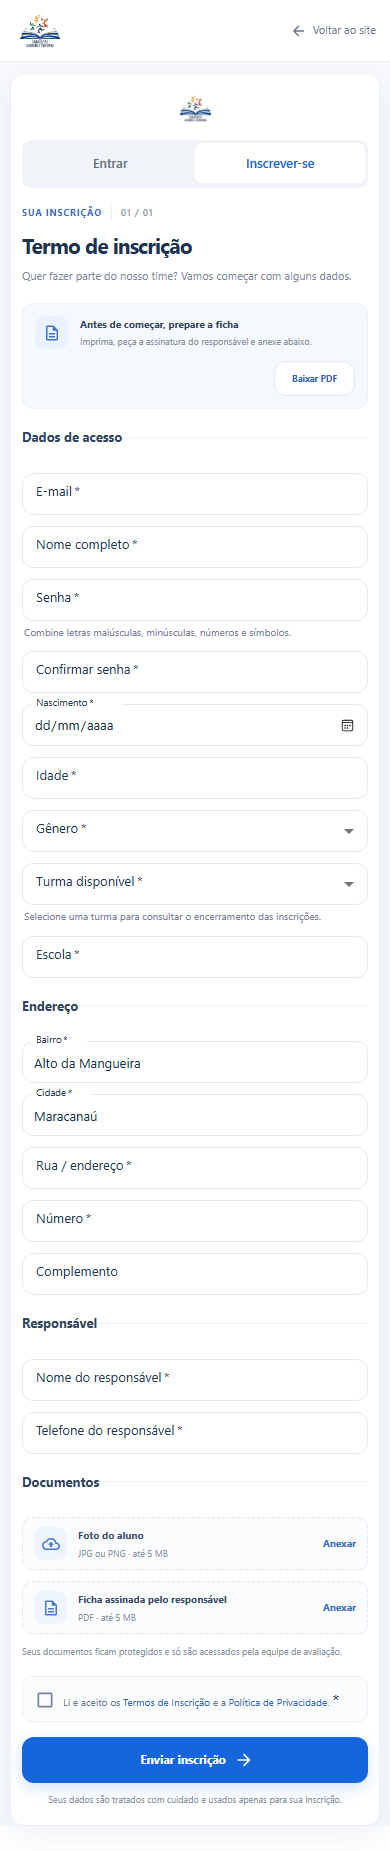 Voltar ao site
Entrar
Inscrever-se
SUA INSCRIÇÃO
01 / 01
Termo de inscrição
Quer fazer parte do nosso time? Vamos começar com alguns dados.
Antes de começar, prepare a ficha
Imprima, peça a assinatura do responsável e anexe abaixo.
Baixar PDF
Dados de acesso
E-mail *
Nome completo *
Senha *
Combine letras maiúsculas, minúsculas, números e símbolos.
Confirmar senha *
Nascimento *
dd/mm/aaaa
Idade *
Gênero *
Turma disponível *
Selecione uma turma para consultar o encerramento das inscrições.
Escola *
Endereço
Bairro *
Alto da Mangueira
Cidade *
Maracanaú
Rua / endereço *
Número *
Complemento
Responsável
Nome do responsável *
Telefone do responsável *
Documentos
Foto do aluno
JPG ou PNG · até 5 MB
Anexar
Ficha assinada pelo responsável
PDF · até 5 MB
Anexar
Seus documentos ficam protegidos e só são acessados pela equipe de avaliação.
Li e aceito os Termos de Inscrição e a Política de Privacidade. *
Enviar inscrição
Seus dados são tratados com cuidado e usados apenas para sua inscrição.